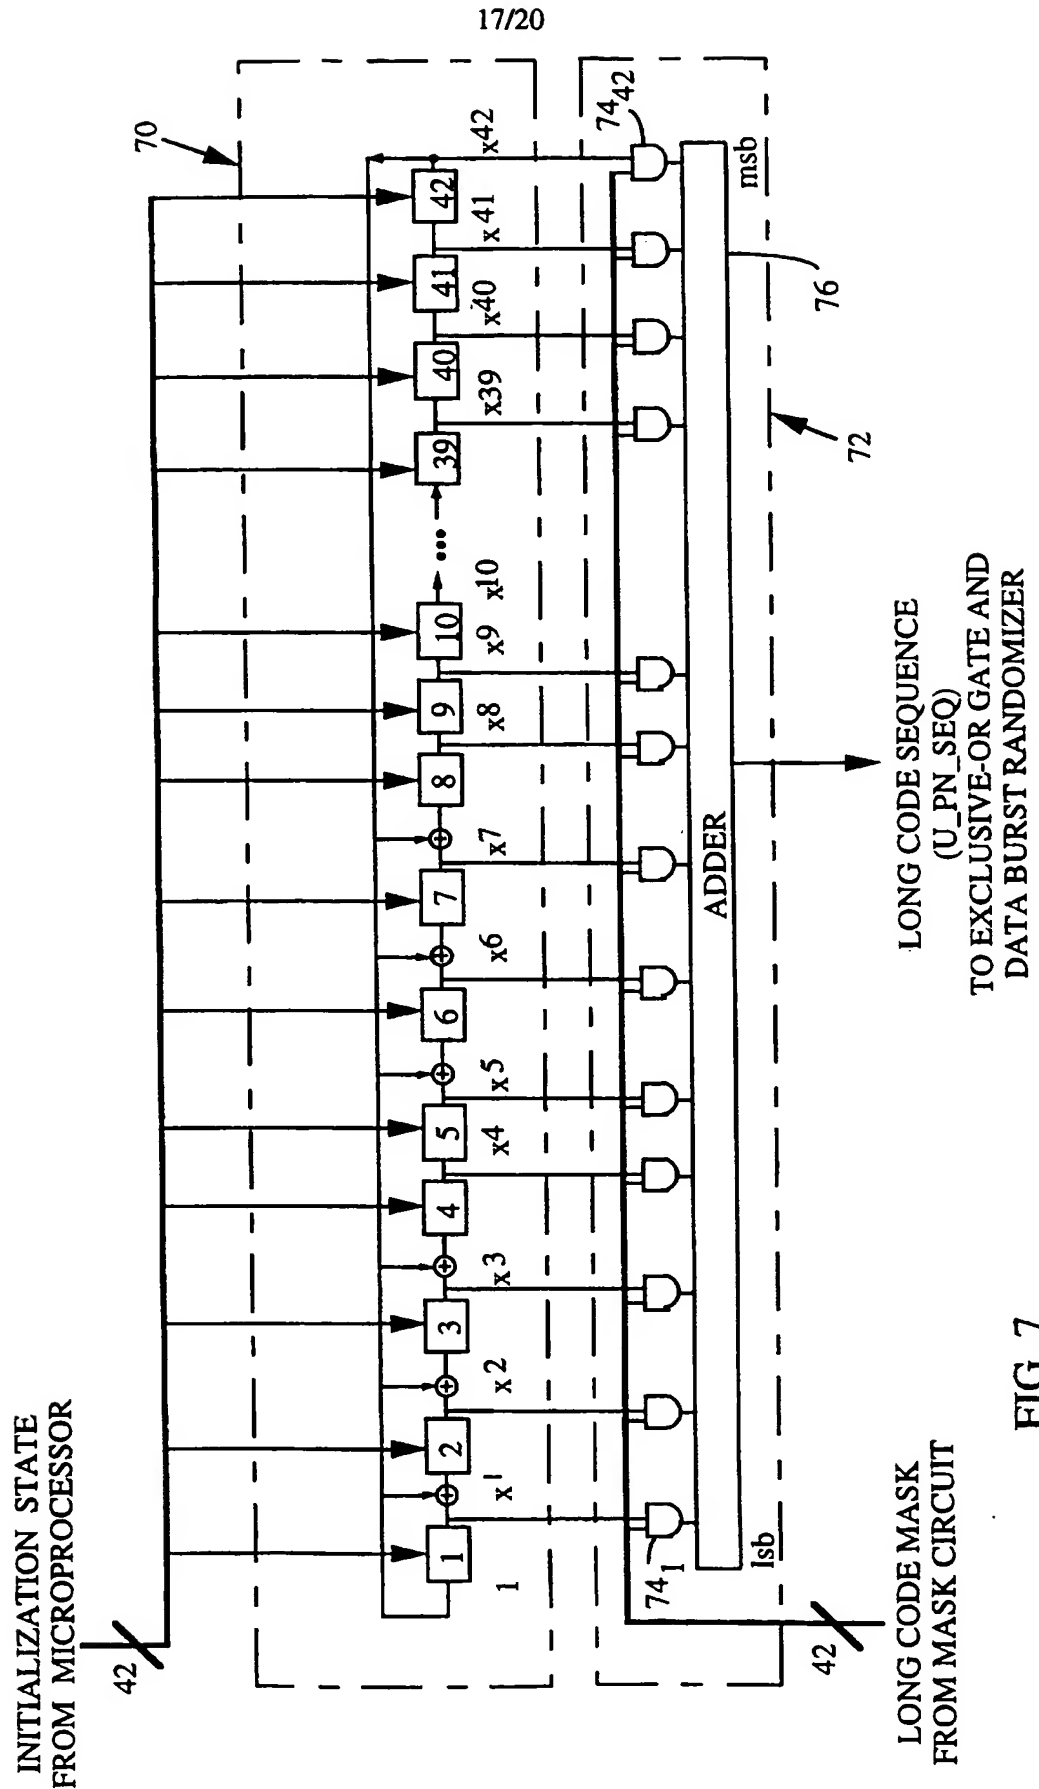 17/20
INITIALIZATION STATE
FROM MICROPROCESSOR
42
70
1 2 3 4 5 6 7 8 9 10 ... 39 40 41 42
1 x1 x2 x3 x4 x5 x6 x7 x8 x9 x10 x39 x40 x41 x42
74 1
74 42
lsb
ADDER
msb
76
72
42
LONG CODE MASK
FROM MASK CIRCUIT
LONG CODE SEQUENCE
(U_PN_SEQ)
TO EXCLUSIVE-OR GATE AND
DATA BURST RANDOMIZER
FIG. 7